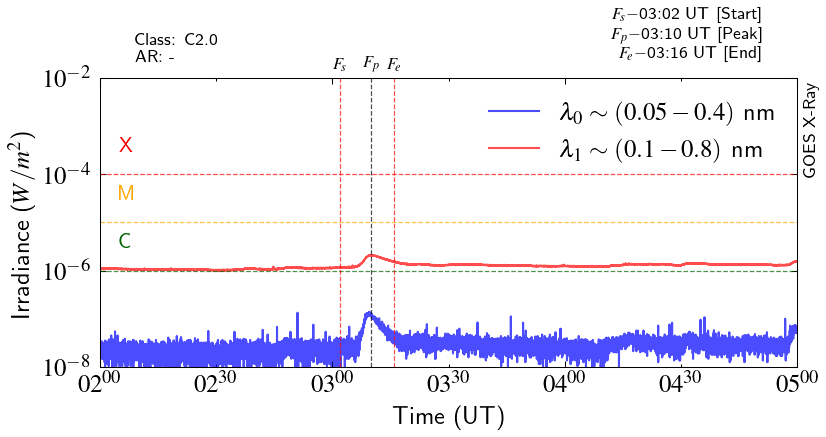 Fₛ−03:02 UT [Start]
Class: C2.0
Fₚ−03:10 UT [Peak]
AR: -
Fₑ−03:16 UT [End]
Fₛ Fₚ Fₑ
10⁻²
λ₀ ∼ (0.05 − 0.4) nm
λ₁ ∼ (0.1 − 0.8) nm
GOES X-Ray
X
10⁻⁴
M
C
10⁻⁶
10⁻⁸
Irradiance (W/m²)
02⁰⁰ 02³⁰ 03⁰⁰ 03³⁰ 04⁰⁰ 04³⁰ 05⁰⁰
Time (UT)